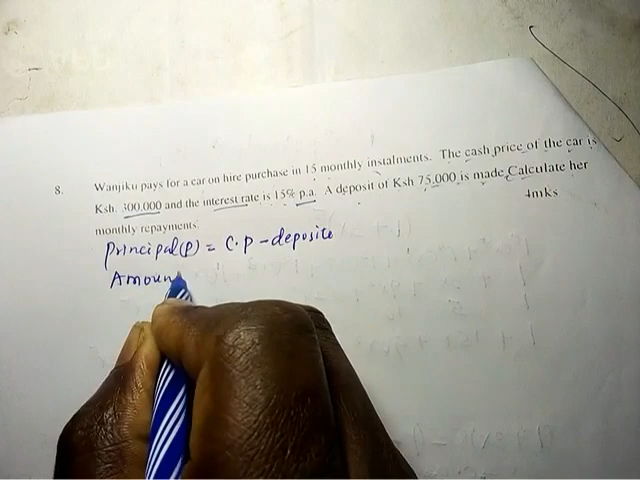 8. Wanjiku pays for a car on hire purchase in 15 monthly instalments. The cash price of the car is
Ksh. 300,000 and the interest rate is 15% p.a. A deposit of Ksh 75,000 is made. Calculate her
monthly repayments. 4mks
Principal(P) = C.P - deposite
Amoun